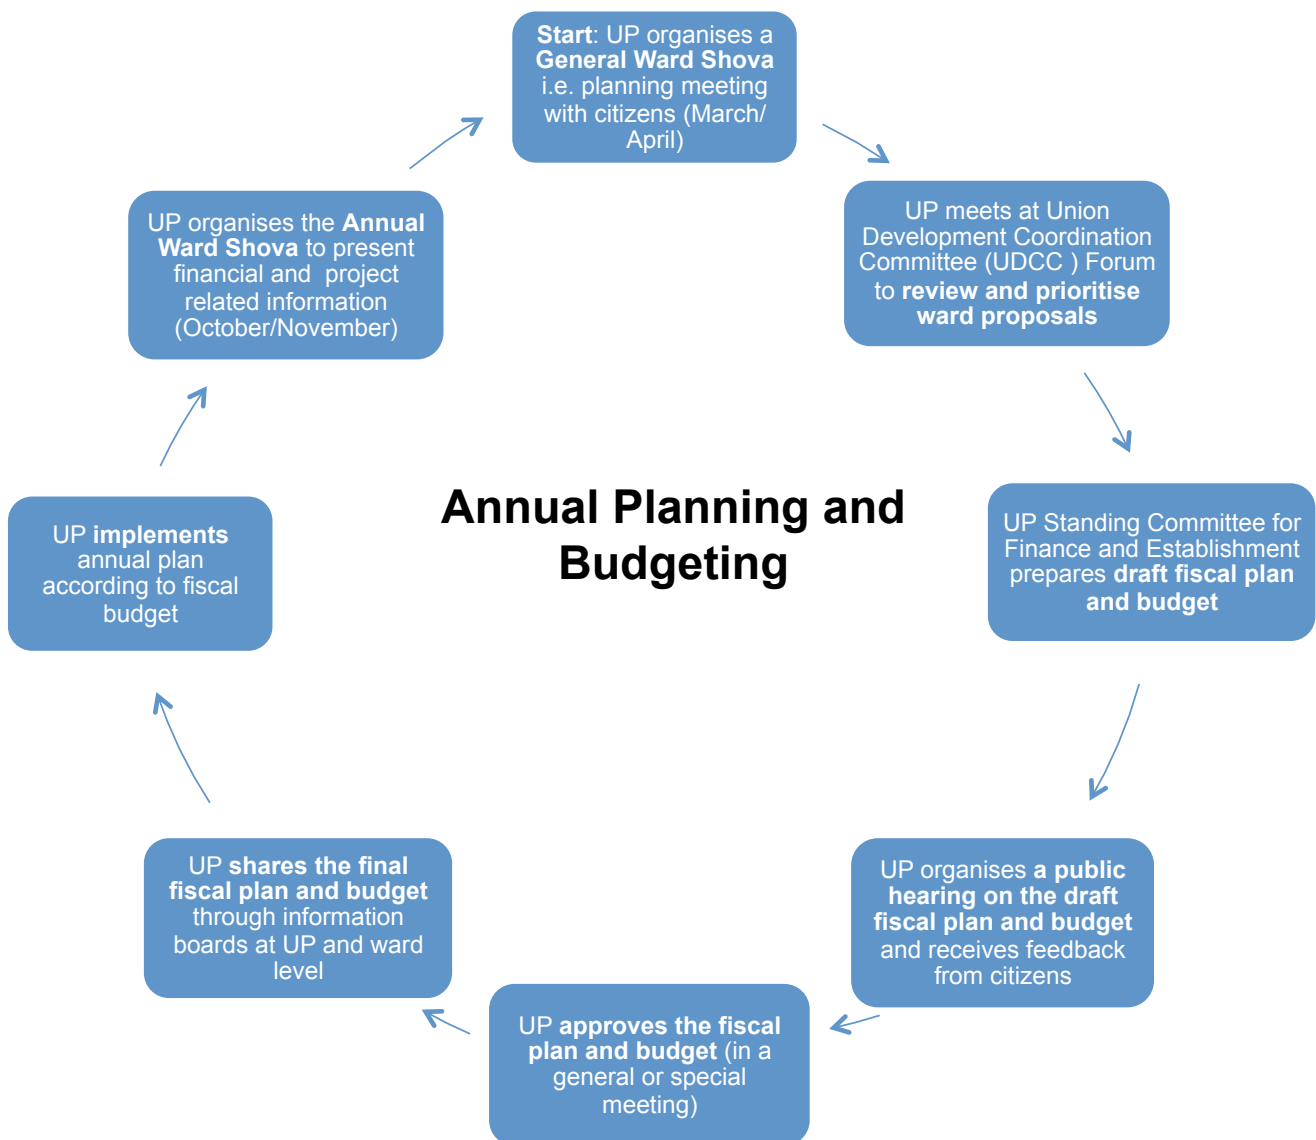 Start: UP organises a
General Ward Shova
i.e. planning meeting
with citizens (March/
April)
UP meets at Union
Development Coordination
Committee (UDCC ) Forum
to review and prioritise
ward proposals
UP Standing Committee for
Finance and Establishment
prepares draft fiscal plan
and budget
UP organises a public
hearing on the draft
fiscal plan and budget
and receives feedback
from citizens
UP approves the fiscal
plan and budget (in a
general or special
meeting)
UP shares the final
fiscal plan and budget
through information
boards at UP and ward
level
UP implements
annual plan
according to fiscal
budget
UP organises the Annual
Ward Shova to present
financial and project
related information
(October/November)
Annual Planning and
Budgeting